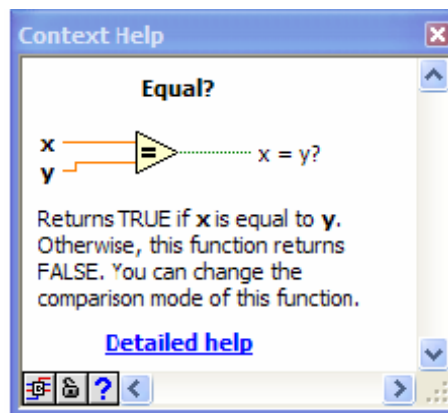 Context Help
Equal?
x
=
x = y?
y
Returns TRUE if x is equal to y.
Otherwise, this function returns
FALSE. You can change the
comparison mode of this function.
Detailed help
?